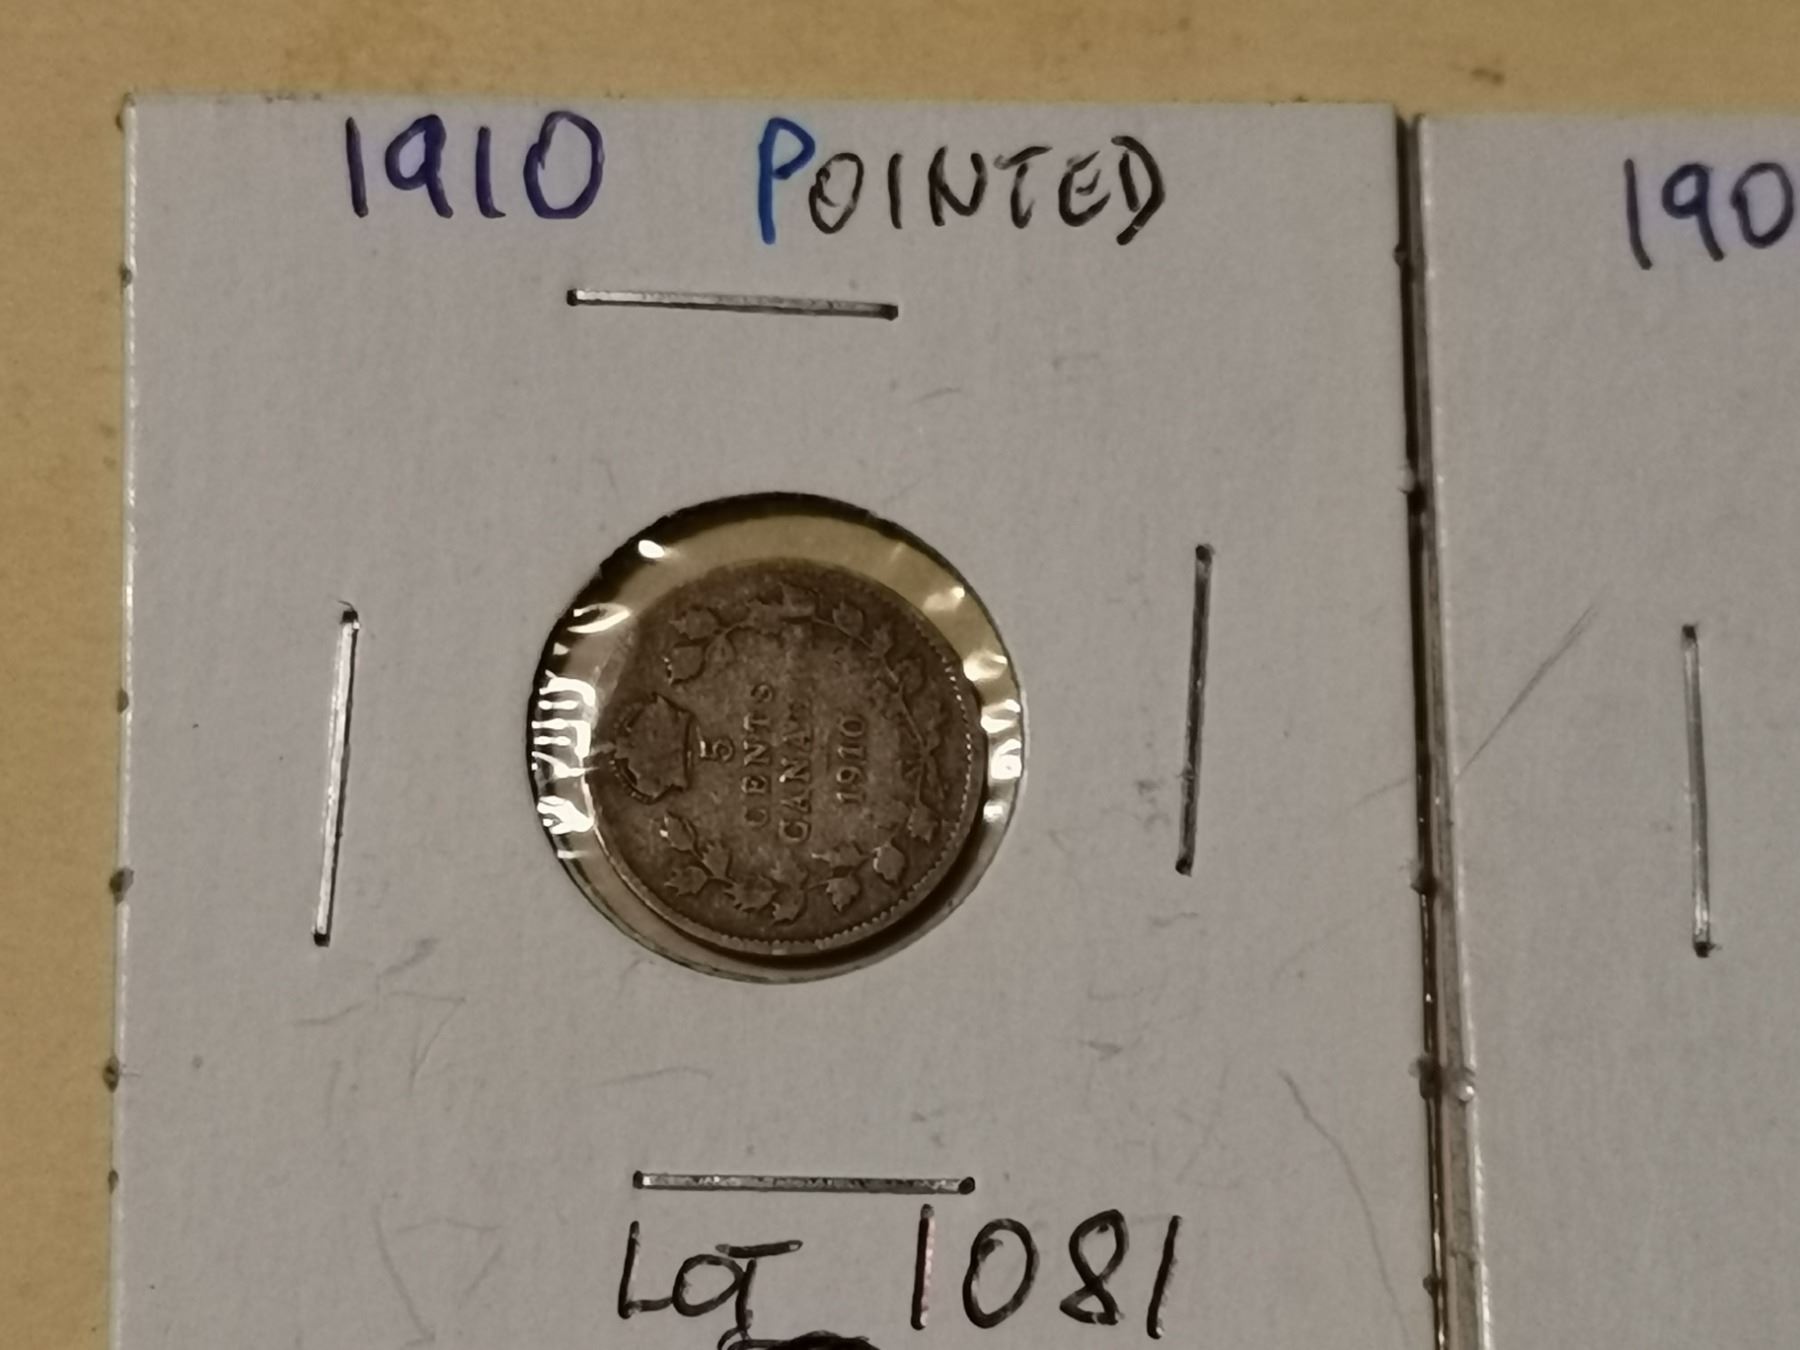 1910 POINTED
190
5
CENTS
CANADA
1910
LOT 1081